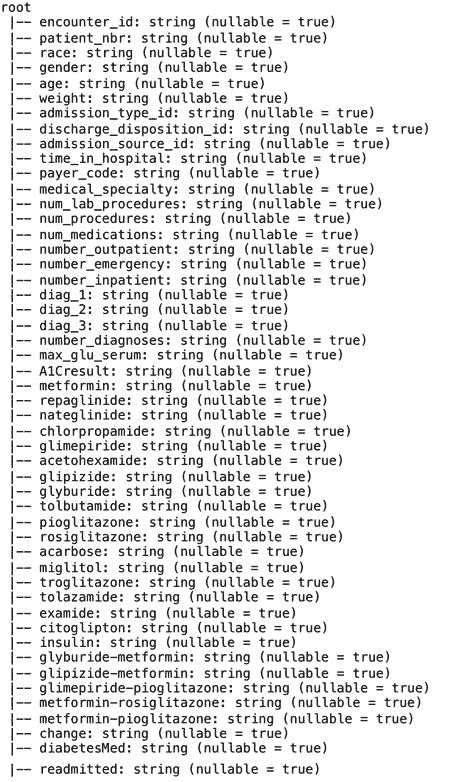 root
 |-- encounter_id: string (nullable = true)
 |-- patient_nbr: string (nullable = true)
 |-- race: string (nullable = true)
 |-- gender: string (nullable = true)
 |-- age: string (nullable = true)
 |-- weight: string (nullable = true)
 |-- admission_type_id: string (nullable = true)
 |-- discharge_disposition_id: string (nullable = true)
 |-- admission_source_id: string (nullable = true)
 |-- time_in_hospital: string (nullable = true)
 |-- payer_code: string (nullable = true)
 |-- medical_specialty: string (nullable = true)
 |-- num_lab_procedures: string (nullable = true)
 |-- num_procedures: string (nullable = true)
 |-- num_medications: string (nullable = true)
 |-- number_outpatient: string (nullable = true)
 |-- number_emergency: string (nullable = true)
 |-- number_inpatient: string (nullable = true)
 |-- diag_1: string (nullable = true)
 |-- diag_2: string (nullable = true)
 |-- diag_3: string (nullable = true)
 |-- number_diagnoses: string (nullable = true)
 |-- max_glu_serum: string (nullable = true)
 |-- A1Cresult: string (nullable = true)
 |-- metformin: string (nullable = true)
 |-- repaglinide: string (nullable = true)
 |-- nateglinide: string (nullable = true)
 |-- chlorpropamide: string (nullable = true)
 |-- glimepiride: string (nullable = true)
 |-- acetohexamide: string (nullable = true)
 |-- glipizide: string (nullable = true)
 |-- glyburide: string (nullable = true)
 |-- tolbutamide: string (nullable = true)
 |-- pioglitazone: string (nullable = true)
 |-- rosiglitazone: string (nullable = true)
 |-- acarbose: string (nullable = true)
 |-- miglitol: string (nullable = true)
 |-- troglitazone: string (nullable = true)
 |-- tolazamide: string (nullable = true)
 |-- examide: string (nullable = true)
 |-- citoglipton: string (nullable = true)
 |-- insulin: string (nullable = true)
 |-- glyburide-metformin: string (nullable = true)
 |-- glipizide-metformin: string (nullable = true)
 |-- glimepiride-pioglitazone: string (nullable = true)
 |-- metformin-rosiglitazone: string (nullable = true)
 |-- metformin-pioglitazone: string (nullable = true)
 |-- change: string (nullable = true)
 |-- diabetesMed: string (nullable = true)
 |-- readmitted: string (nullable = true)